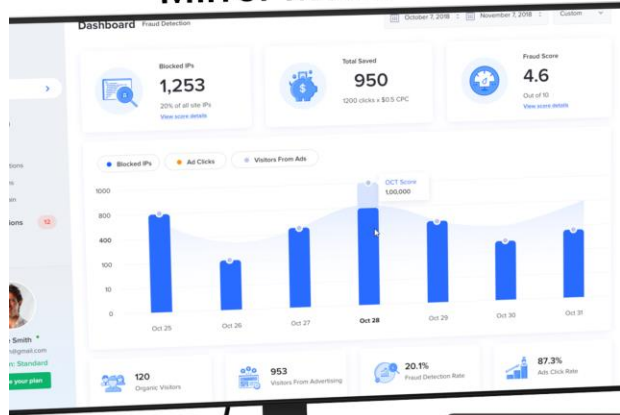 Dashboard Fraud Detection
October 7, 2018
November 7, 2018
Custom
Blocked IPs
1,253
20% of all site IPs
View score details
Total Saved
950
1200 clicks x $0.5 CPC
Fraud Score
4.6
Out of 10
View score details
Blocked IPs
Ad Clicks
Visitors From Ads
OCT Score
1,00,000
1000
800
400
100
10
0
Oct 25
Oct 26
Oct 27
Oct 28
Oct 29
Oct 30
Oct 31
12
Smith
Standard
your plan
120
Organic Visitors
953
Visitors From Advertising
20.1%
Fraud Detection Rate
87.3%
Ads Click Rate